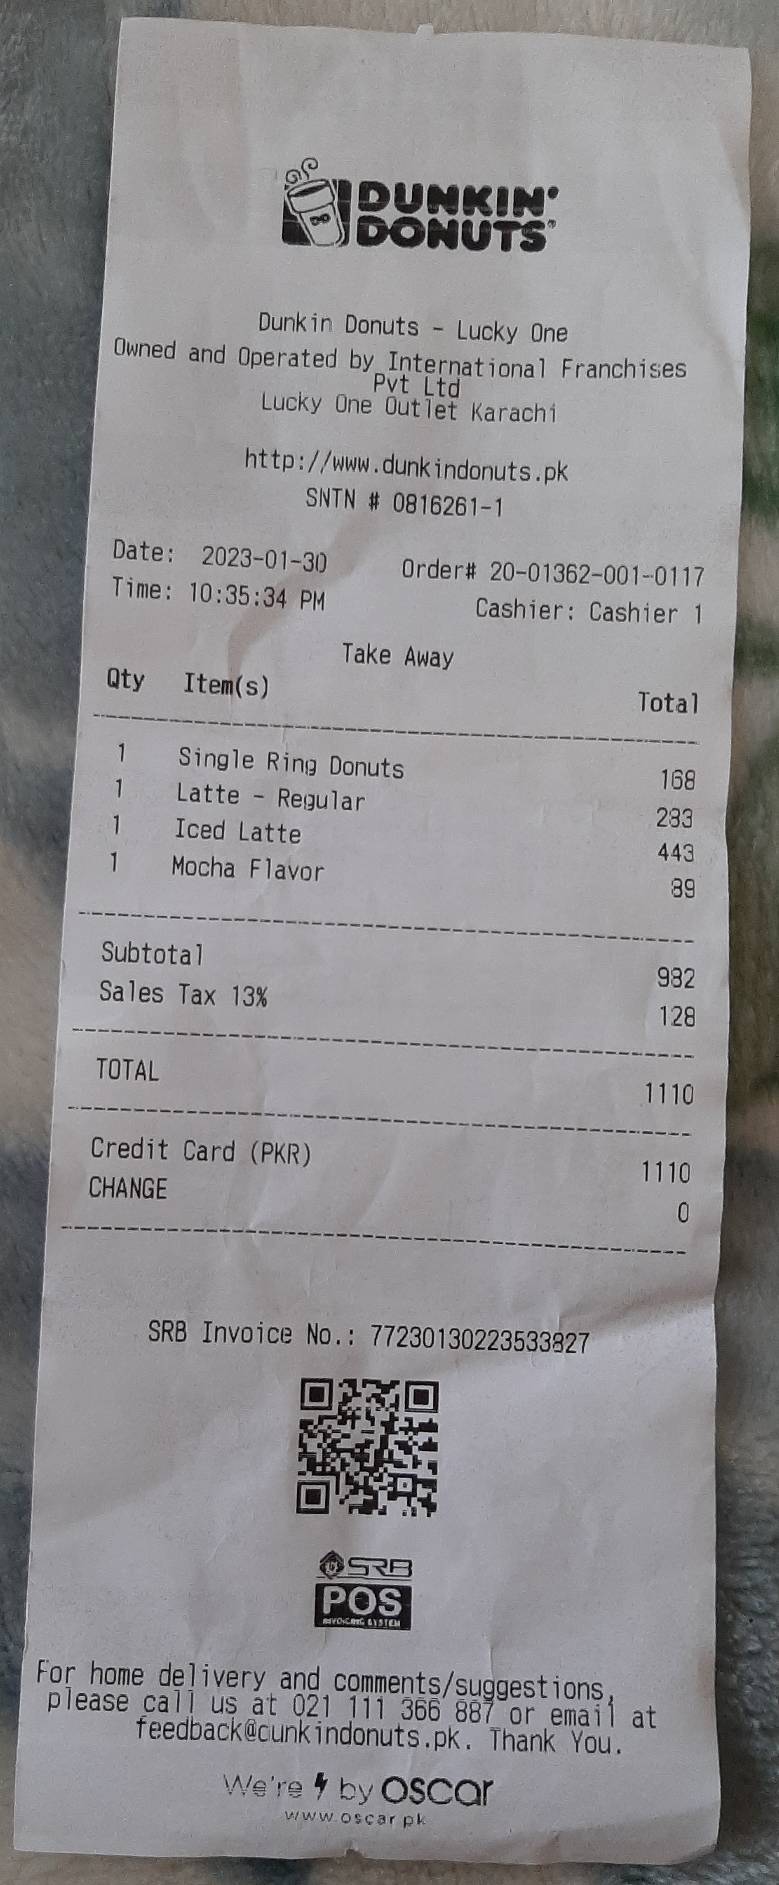 DUNKIN'
DONUTS
Dunkin Donuts - Lucky One
Owned and Operated by International Franchises
Pvt Ltd
Lucky One Outlet Karachi
http://www.dunkindonuts.pk
SNTN # 0816261-1
Date: 2023-01-30 Order# 20-01362-001-0117
Time: 10:35:34 PM Cashier: Cashier 1
Take Away
Qty Item(s) Total
1 Single Ring Donuts 168
1 Latte - Regular 283
1 Iced Latte 443
1 Mocha Flavor 89
Subtotal 982
Sales Tax 13% 128
TOTAL 1110
Credit Card (PKR) 1110
CHANGE 0
SRB Invoice No.: 77230130223533827
SRB
POS
INVOICING SYSTEM
For home delivery and comments/suggestions,
please call us at 021 111 366 887 or email at
feedback@cunkindonuts.pk. Thank You.
We're by OSCAR
www.oscar.pk